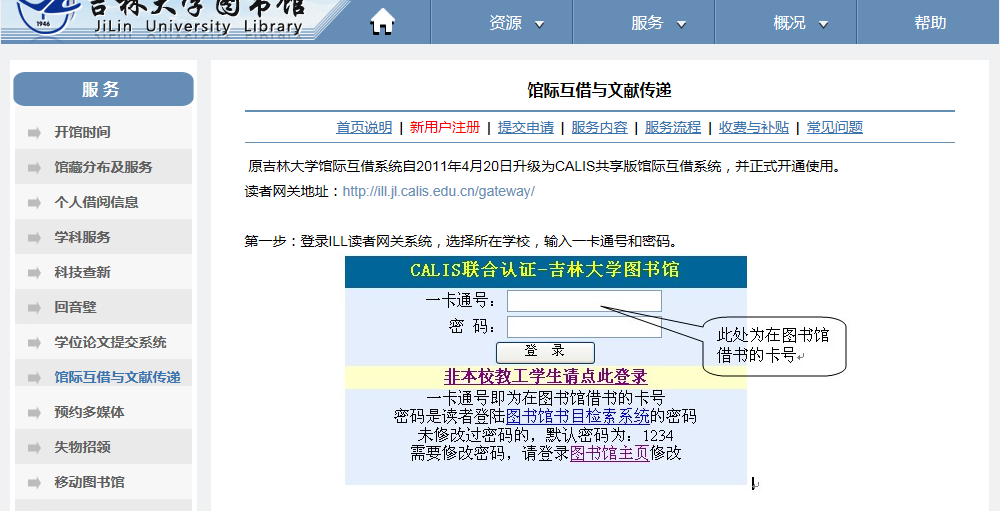 吉林大学图书馆
JiLin University Library
1946
资源
服务
概况
帮助
服 务
开馆时间
馆藏分布及服务
个人借阅信息
学科服务
科技查新
回音壁
学位论文提交系统
馆际互借与文献传递
预约多媒体
失物招领
移动图书馆
馆际互借与文献传递
首页说明 | 新用户注册 | 提交申请 | 服务内容 | 服务流程 | 收费与补贴 | 常见问题
原吉林大学馆际互借系统自2011年4月20日升级为CALIS共享版馆际互借系统，并正式开通使用。
读者网关地址：http://ill.jl.calis.edu.cn/gateway/
第一步：登录ILL读者网关系统，选择所在学校，输入一卡通号和密码。
CALIS联合认证-吉林大学图书馆
一卡通号：
密 码：
登 录
此处为在图书馆
借书的卡号
非本校教工学生请点此登录
一卡通号即为在图书馆借书的卡号
密码是读者登陆图书馆书目检索系统的密码
未修改过密码的，默认密码为：1234
需要修改密码，请登录图书馆主页修改